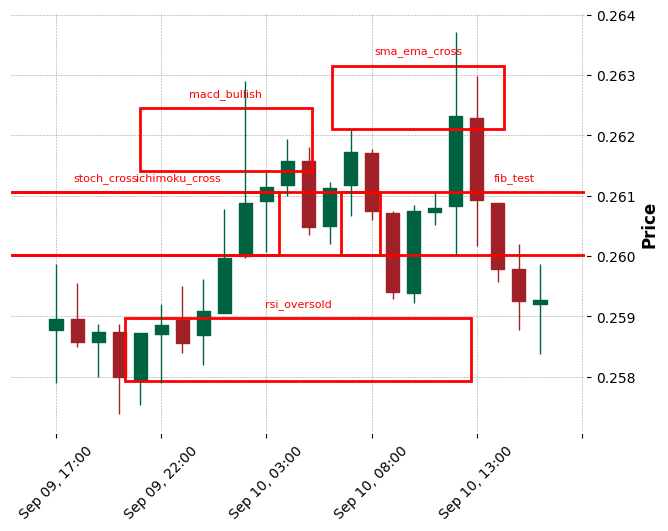 0.264
sma_ema_cross
0.263
macd_bullish
0.262
stoch_cross ichimoku_cross fib_test
0.261
Price
0.260
rsi_oversold
0.259
0.258
Sep 09, 17:00
Sep 09, 22:00
Sep 10, 03:00
Sep 10, 08:00
Sep 10, 13:00